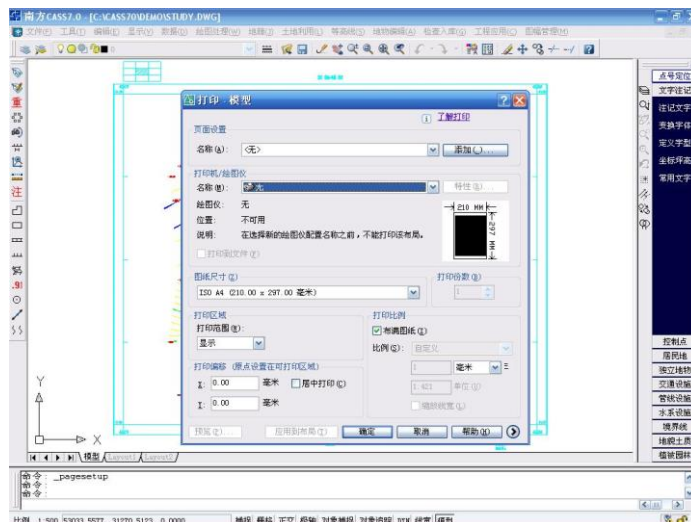 南方CASS7.0 - [C:\CASS70\DEMO\STUDY.DWG]
文件(F) 工具(T) 编辑(E) 显示(V) 数据(D) 绘图处理(W) 地籍(J) 土地利用(L) 等高线(S) 地物编辑(A) 检查入库(G) 工程应用(C) 图幅管理(M)
打印 - 模型
了解打印
页面设置
名称(A): <无>
添加(.)...
打印机/绘图仪
名称(M): 无
特性(R)...
绘图仪: 无
位置: 不可用
说明: 在选择新的绘图仪配置名称之前，不能打印该布局。
打印到文件(F)
210 MM
297 MM
图纸尺寸(Z)
ISO A4 (210.00 x 297.00 毫米)
打印份数(B)
1
打印区域
打印范围(W):
显示
打印比例
布满图纸(I)
比例(S): 自定义
1 毫米 =
1.421 单位(U)
缩放线宽(L)
打印偏移 (原点设置在可打印区域)
X: 0.00 毫米 居中打印(C)
Y: 0.00 毫米
预览(P)...
应用到布局(T)
确定
取消
帮助(H)
点号定位
文字注记
注记文字
变换字体
定义字型
坐标坪高
常用文字
控制点
居民地
独立地物
交通设施
管线设施
水系设施
境界线
地貌土质
植被园林
重
注
.91
Y
X
模型 Layout1 Layout2
命令: _pagesetup
命令:
命令:
比例 1:500 53033.5577, 31270.5123, 0.0000 捕捉 栅格 正交 极轴 对象捕捉 对象追踪 DYN 线宽 模型